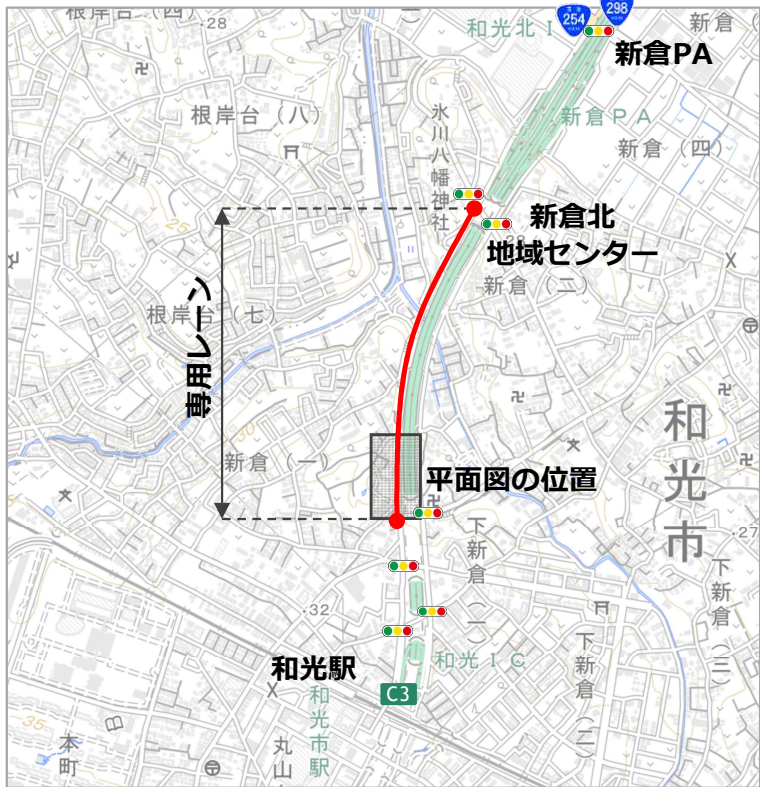 根岸台（四）
28
和光北I
254
298
新倉PA
根岸台（八）
新倉PA
氷川八幡神社
新倉（四）
25
新倉北
地域センター
28
新倉（二）
専用レーン
根岸台（七）
30
新倉（一）
平面図の位置
和光市
27
下新倉（一）
下新倉（三）
32
和光駅
和光IC
C3
和光市駅
下新倉（二）
35
本町
丸山